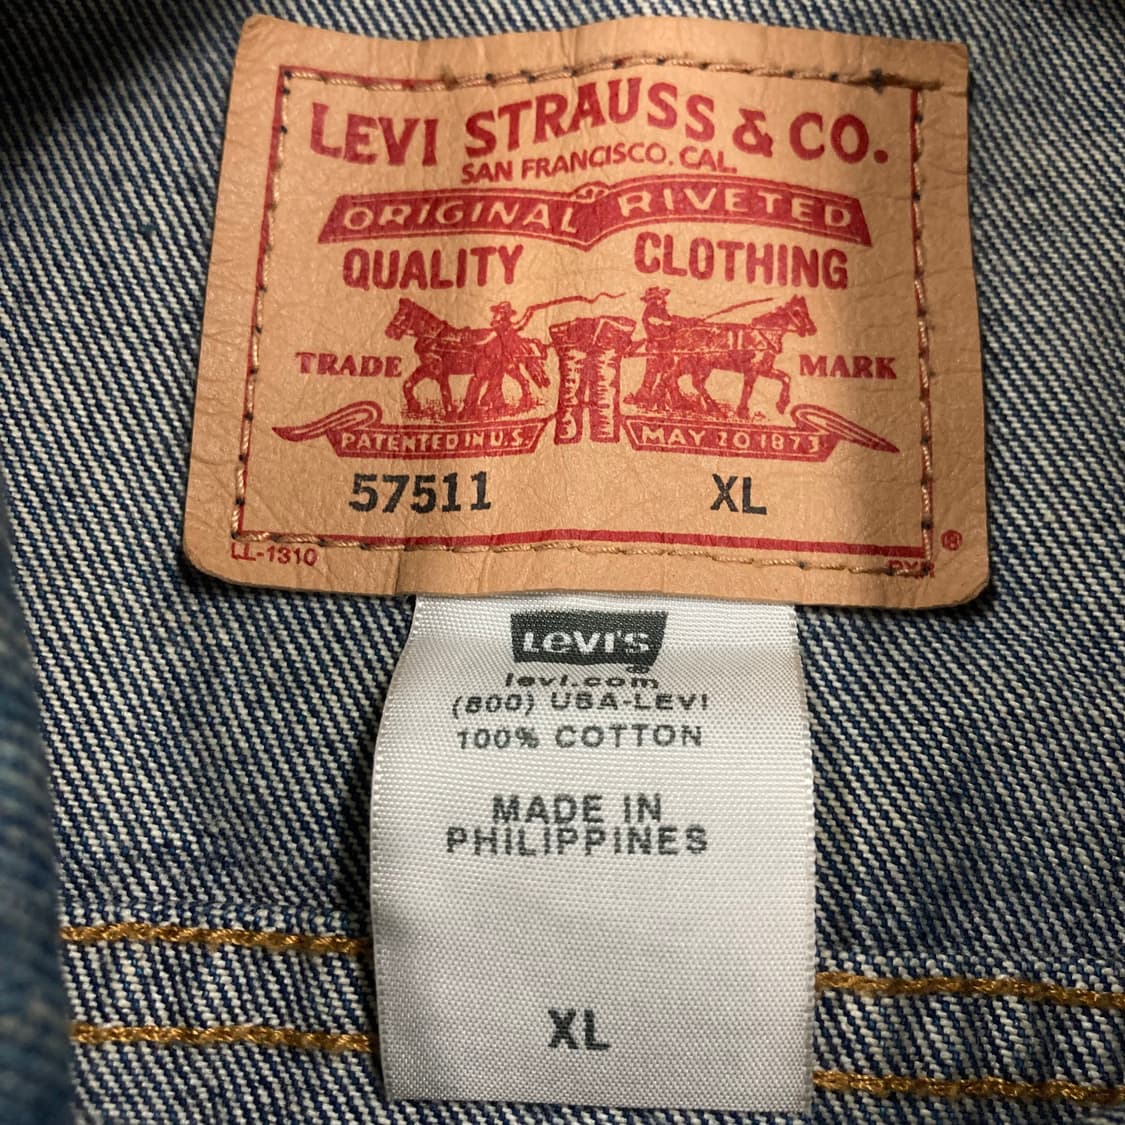 LEVI STRAUSS & CO.
SAN FRANCISCO. CAL.
ORIGINAL RIVETED
QUALITY CLOTHING
TRADE MARK
PATENTED IN U.S. MAY 20 1873
57511 XL
®
LL-1310
LEVI'S
®
levi.com
(800) USA-LEVI
100% COTTON
MADE IN
PHILIPPINES
XL